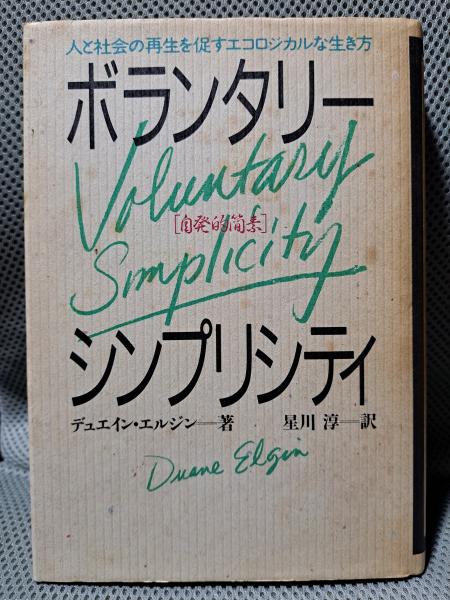 人と社会の再生を促すエコロジカルな生き方
ボランタリー
Voluntary
[自発的簡素]
Simplicity
シンプリシティ
デュエイン・エルジン—著 星川 淳—訳
Duane Elgin